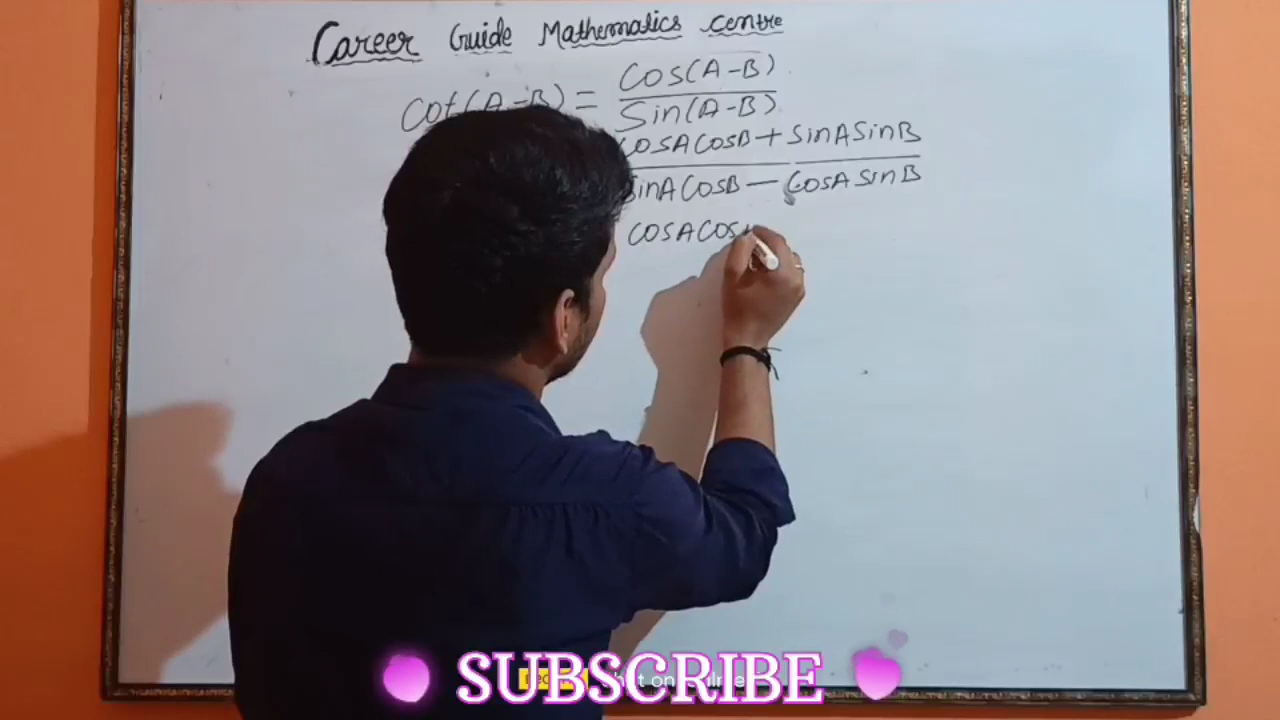 Career Guide Mathematics Centre
Cot(A-B) = Cos(A-B)
Sin(A-B)
COSACOSB + SinASinB
SinACOSB — COSASinB
COSACOS
SUBSCRIBE